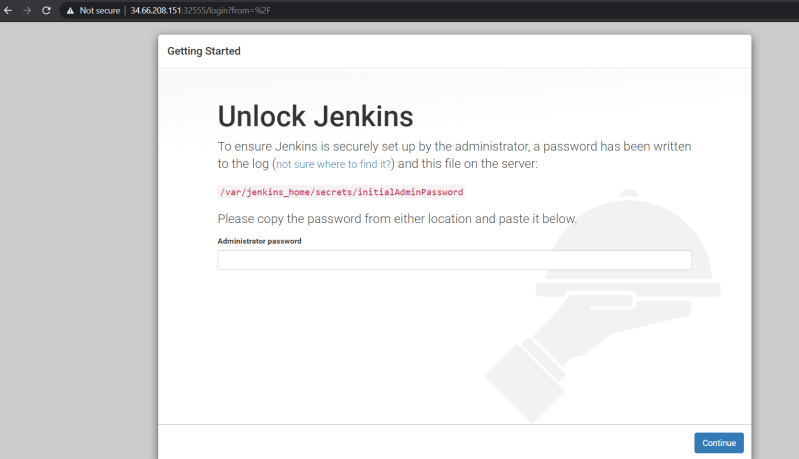 Not secure | 34.66.208.151:32555/login?from=%2F
Getting Started
Unlock Jenkins
To ensure Jenkins is securely set up by the administrator, a password has been written
to the log (not sure where to find it?) and this file on the server:
/var/jenkins_home/secrets/initialAdminPassword
Please copy the password from either location and paste it below.
Administrator password
Continue